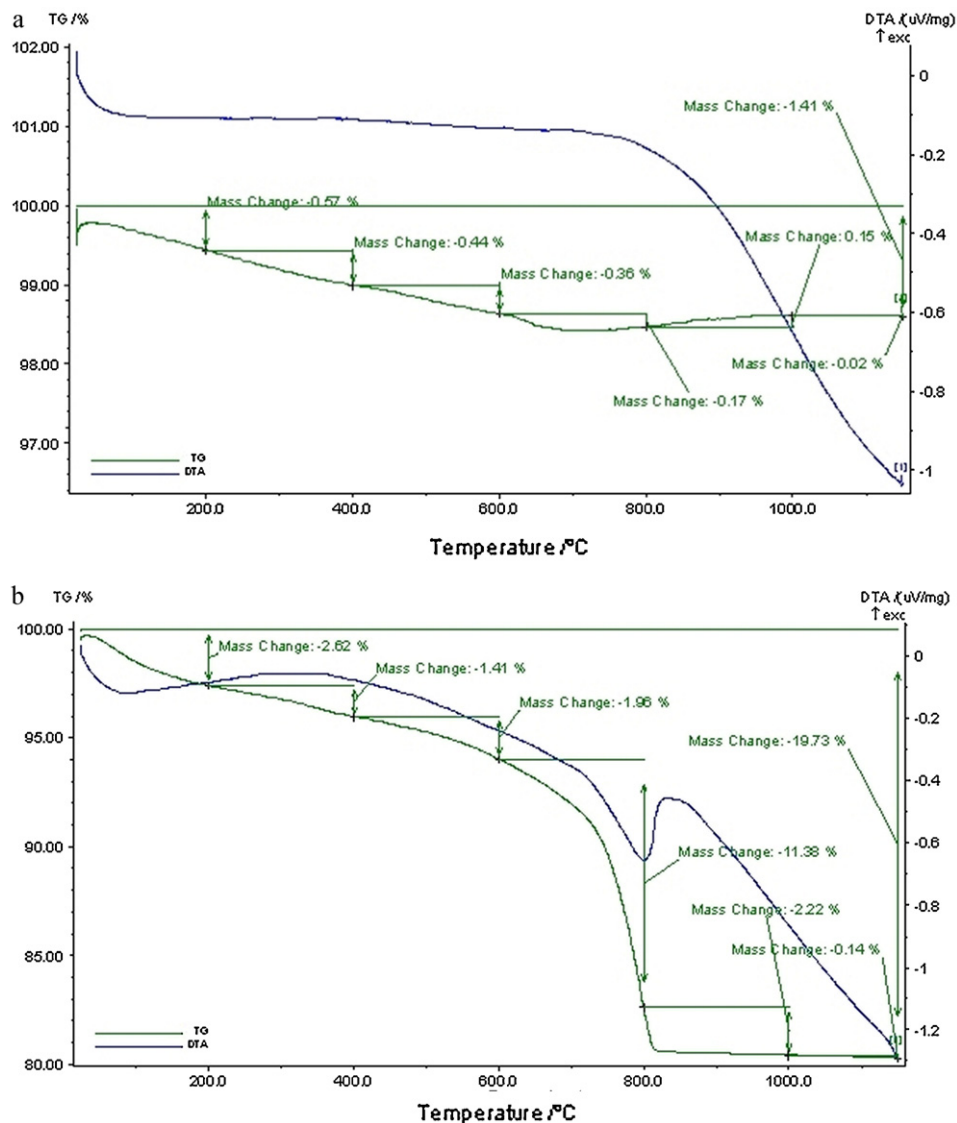 a
TG /%
DTA /(uV/mg)
↑ exo
102.00
101.00
100.00
99.00
98.00
97.00
0
-0.2
-0.4
-0.6
-0.8
-1
Mass Change: -1.41 %
Mass Change: -0.57 %
Mass Change: 0.15 %
Mass Change: -0.44 %
Mass Change: -0.36 %
Mass Change: -0.02 %
Mass Change: -0.17 %
[1]
TG
DTA
200.0 400.0 600.0 800.0 1000.0
Temperature /°C
b
TG /%
DTA /(uV/mg)
↑ exo
100.00
95.00
90.00
85.00
80.00
0
-0.2
-0.4
-0.6
-0.8
-1
-1.2
Mass Change: -2.62 %
Mass Change: -1.41 %
Mass Change: -1.96 %
Mass Change: -19.73 %
Mass Change: -11.38 %
Mass Change: -2.22 %
Mass Change: -0.14 %
TG
DTA
200.0 400.0 600.0 800.0 1000.0
Temperature /°C